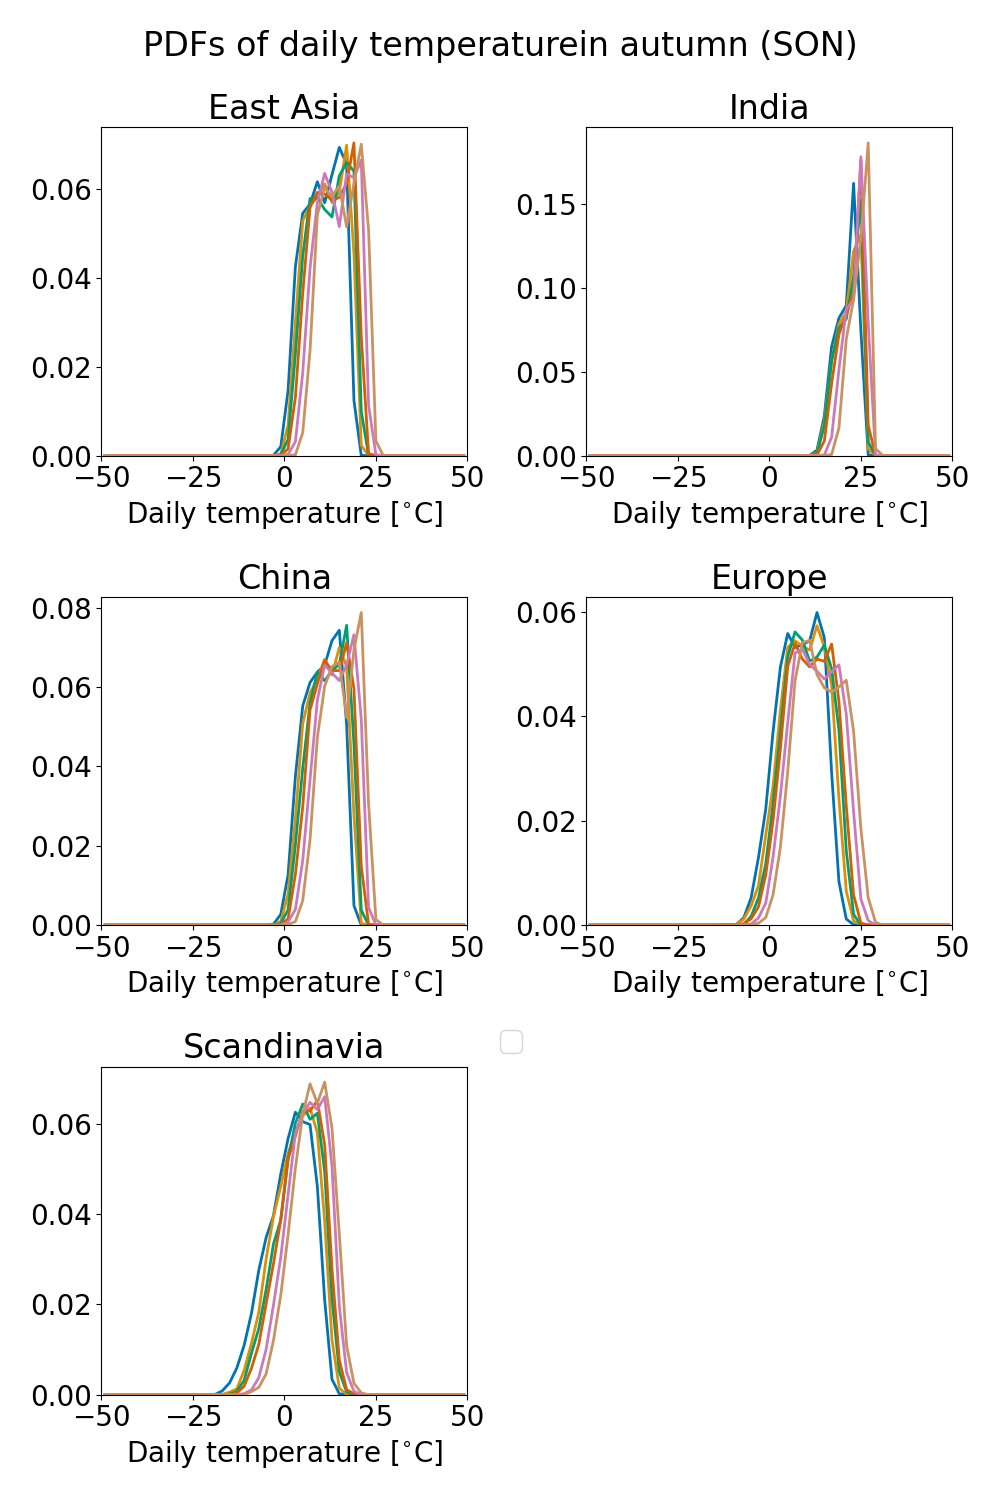 PDFs of daily temperaturein autumn (SON)
East Asia
India
0.06
0.04
0.02
0.00
−50 −25 0 25 50
Daily temperature [°C]
0.15
0.10
0.05
0.00
−50 −25 0 25 50
Daily temperature [°C]
China
Europe
0.08
0.06
0.04
0.02
0.00
−50 −25 0 25 50
Daily temperature [°C]
0.06
0.04
0.02
0.00
−50 −25 0 25 50
Daily temperature [°C]
Scandinavia
0.06
0.04
0.02
0.00
−50 −25 0 25 50
Daily temperature [°C]